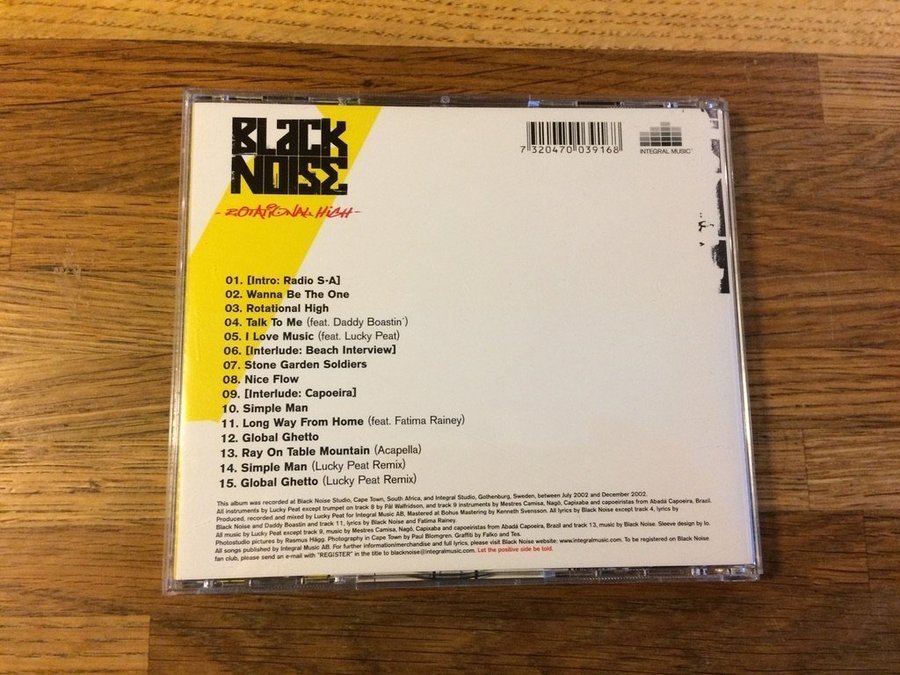 BLACK
NOISE
-ROTATIONAL HIGH-
7 320470 039168
INTEGRAL MUSIC
01. [Intro: Radio S-A]
02. Wanna Be The One
03. Rotational High
04. Talk To Me (feat. Daddy Boastin´)
05. I Love Music (feat. Lucky Peat)
06. [Interlude: Beach Interview]
07. Stone Garden Soldiers
08. Nice Flow
09. [Interlude: Capoeira]
10. Simple Man
11. Long Way From Home (feat. Fatima Rainey)
12. Global Ghetto
13. Ray On Table Mountain (Acapella)
14. Simple Man (Lucky Peat Remix)
15. Global Ghetto (Lucky Peat Remix)
This album was recorded at Black Noise Studio, Cape Town, South Africa, and Integral Studio, Gothenburg, Sweden, between July 2002 and December 2002.
All instruments by Lucky Peat except trumpet on track 8 by Pål Walfridson, and track 9 instruments by Mestres Camisa, Nagô, Capixaba and capoeiristas from Abadá Capoeira, Brazil.
Produced, recorded and mixed by Lucky Peat for Integral Music AB. Mastered at Bohus Mastering by Kenneth Svensson. All lyrics by Black Noise except track 4, lyrics by
Black Noise and Daddy Boastin and track 11, lyrics by Black Noise and Fatima Rainey.
All music by Lucky Peat except track 9, music by Mestres Camisa, Nagô, Capixaba and capoeiristas from Abadá Capoeira, Brazil and track 13, music by Black Noise. Sleeve design by Io.
Photostudio pictures by Rasmus Hägg. Photography in Cape Town by Paul Blomgren. Graffiti by Falko and Tea.
All songs published by Integral Music AB. For further information/merchandise and full lyrics, please visit Black Noise website: www.integralmusic.com. To be registered on Black Noise
fan club, please send an e-mail with "REGISTER" in the title to blacknoise@integralmusic.com. Let the positive side be told.